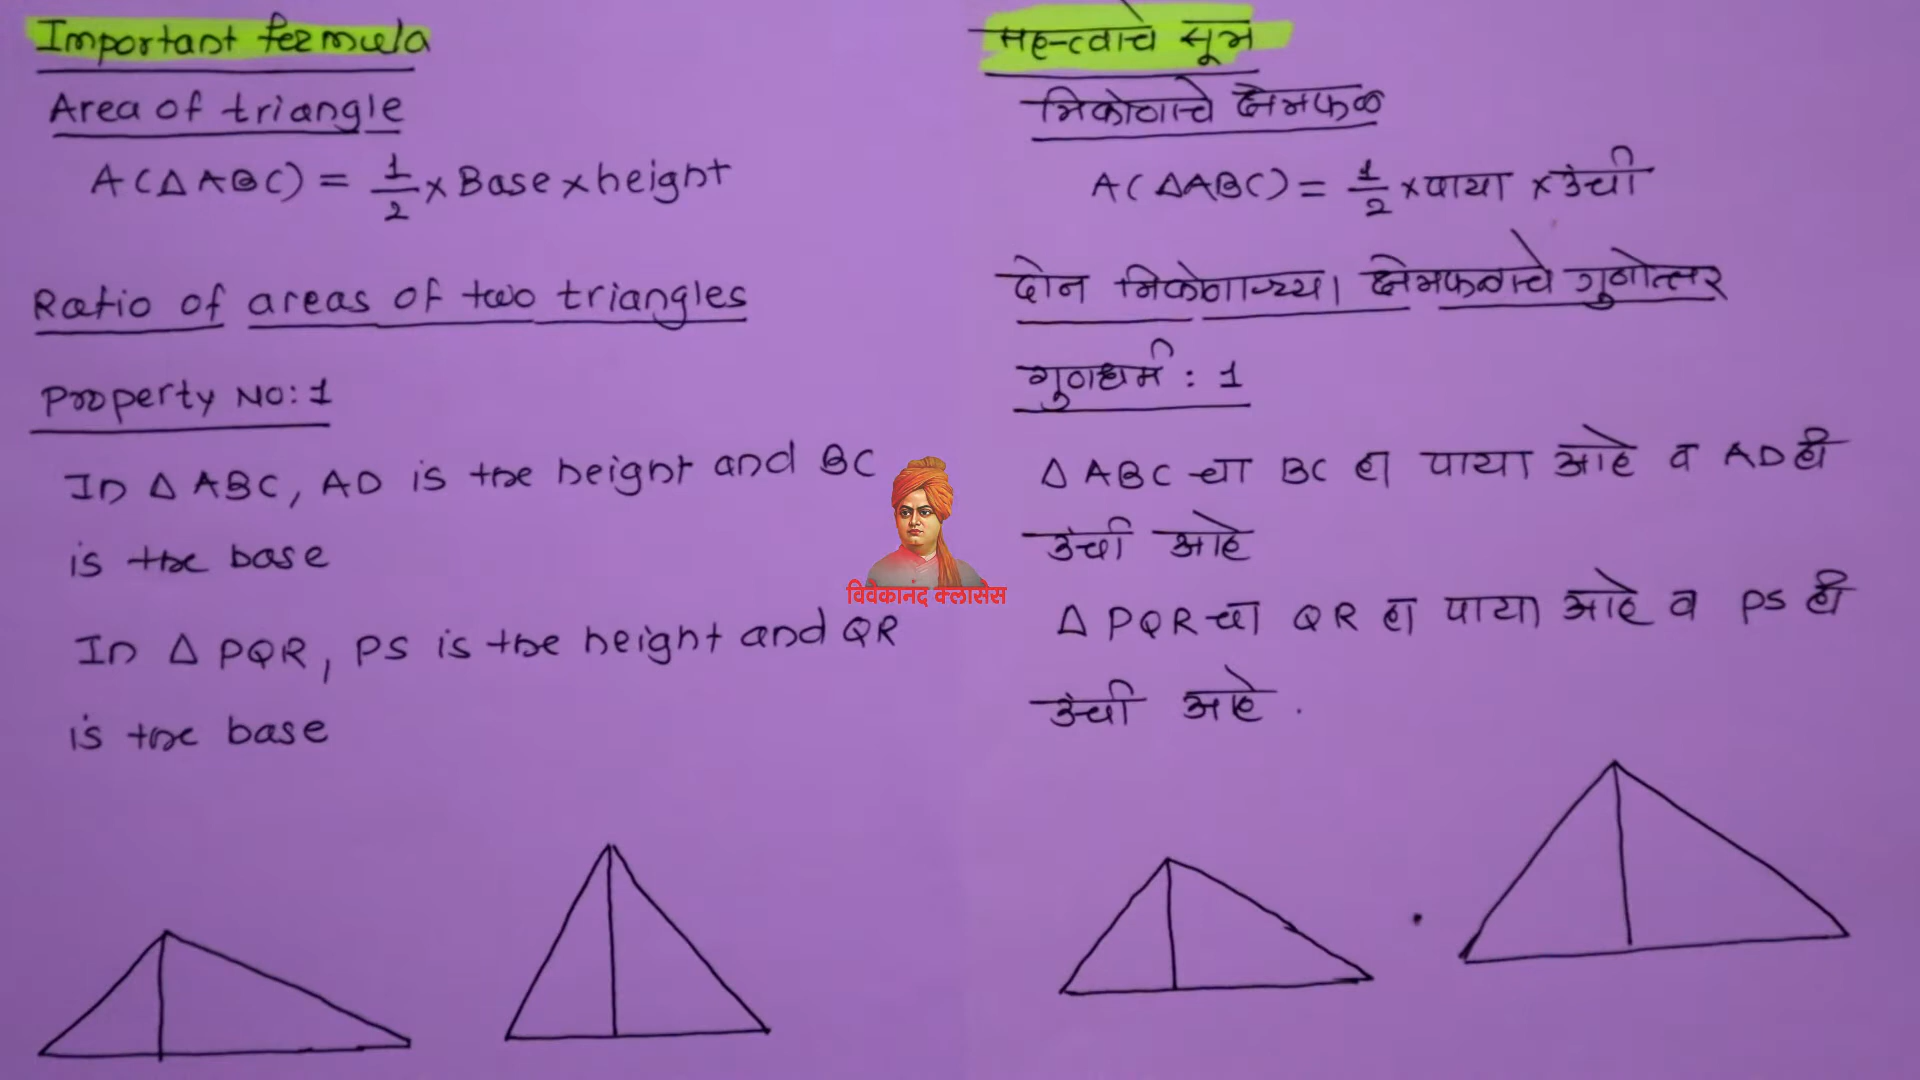 Important formula
Area of triangle
A(△ABC) = 1/2 × Base × height
Ratio of areas of two triangles
Property No: 1
In △ ABC, AD is the height and BC
is the base
In △ PQR, PS is the height and QR
is the base
महत्वाचे सूत्र
त्रिकोणाचे क्षेत्रफळ
A(△ABC) = 1/2 × पाया × उंची
दोन त्रिकोणाच्या क्षेत्रफळाचे गुणोत्तर
गुणधर्म : 1
△ ABC चा BC हा पाया आहे व AD ही
उंची आहे
△ PQR चा QR हा पाया आहे व PS ही
उंची आहे .
विवेकानंद क्लासेस